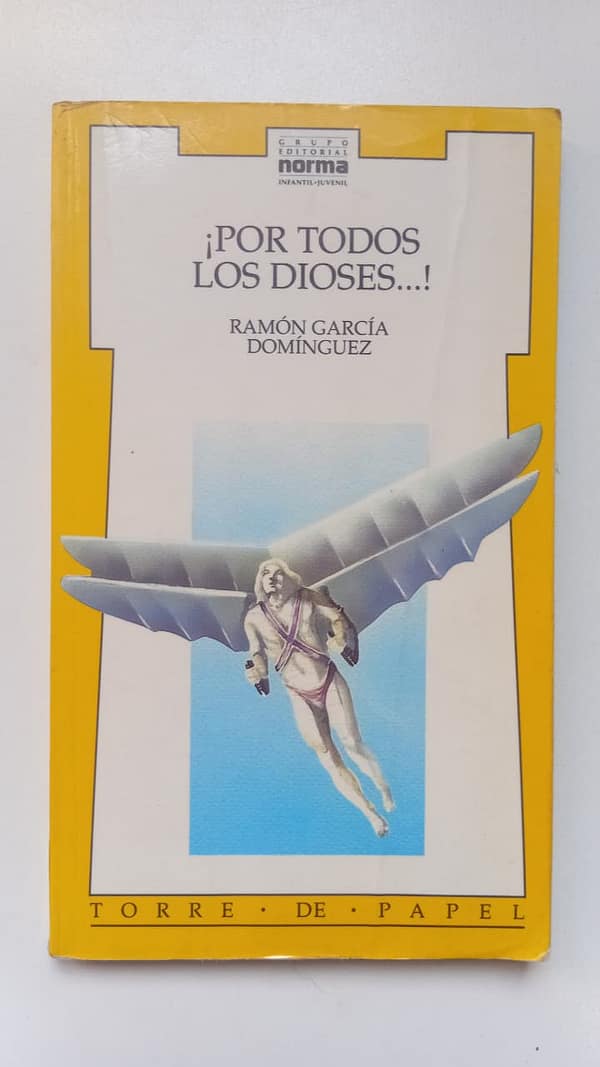 GRUPO
EDITORIAL
norma
INFANTIL•JUVENIL
¡POR TODOS
LOS DIOSES...!
RAMÓN GARCÍA
DOMÍNGUEZ
TORRE • DE • PAPEL